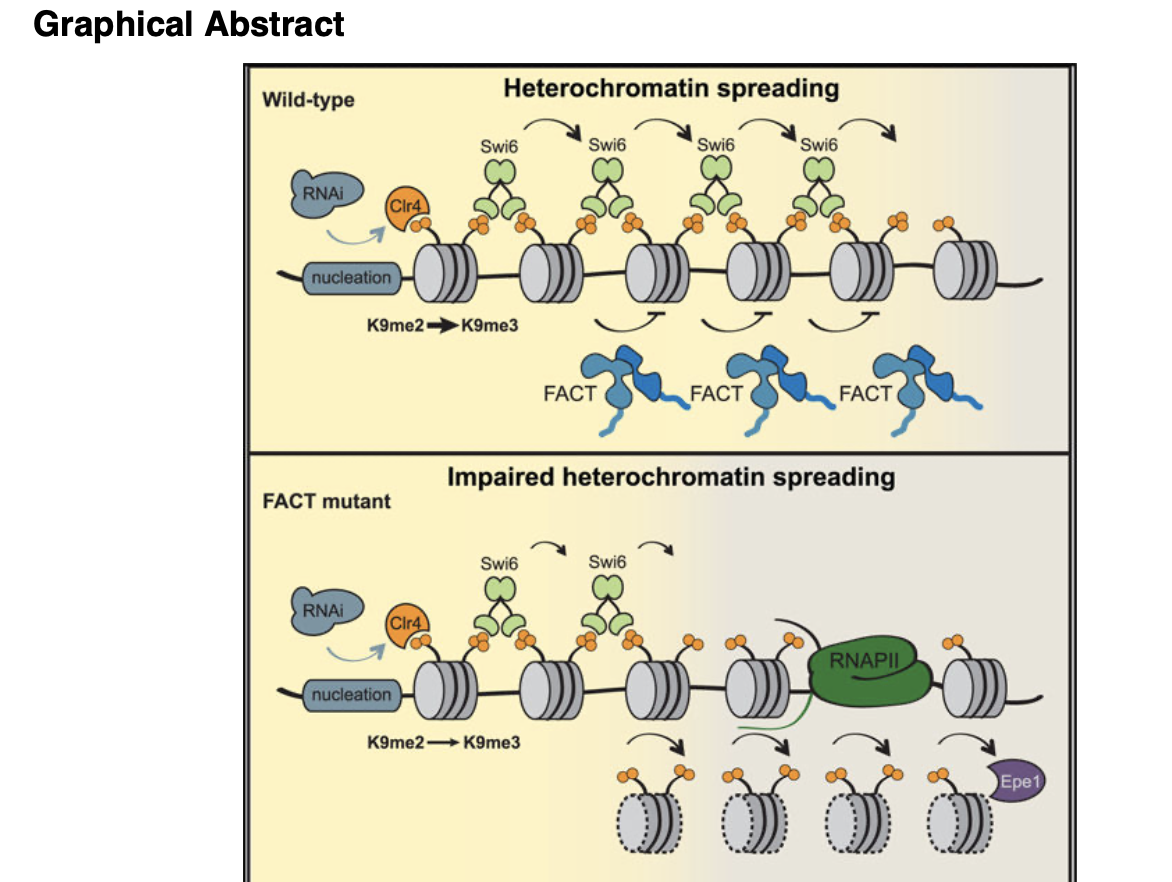 Graphical Abstract
Wild-type
Heterochromatin spreading
Swi6
Swi6
Swi6
Swi6
RNAi
Clr4
nucleation
K9me2 K9me3
FACT
FACT
FACT
Impaired heterochromatin spreading
FACT mutant
Swi6
Swi6
RNAi
Clr4
RNAPII
nucleation
K9me2 K9me3
Epe1